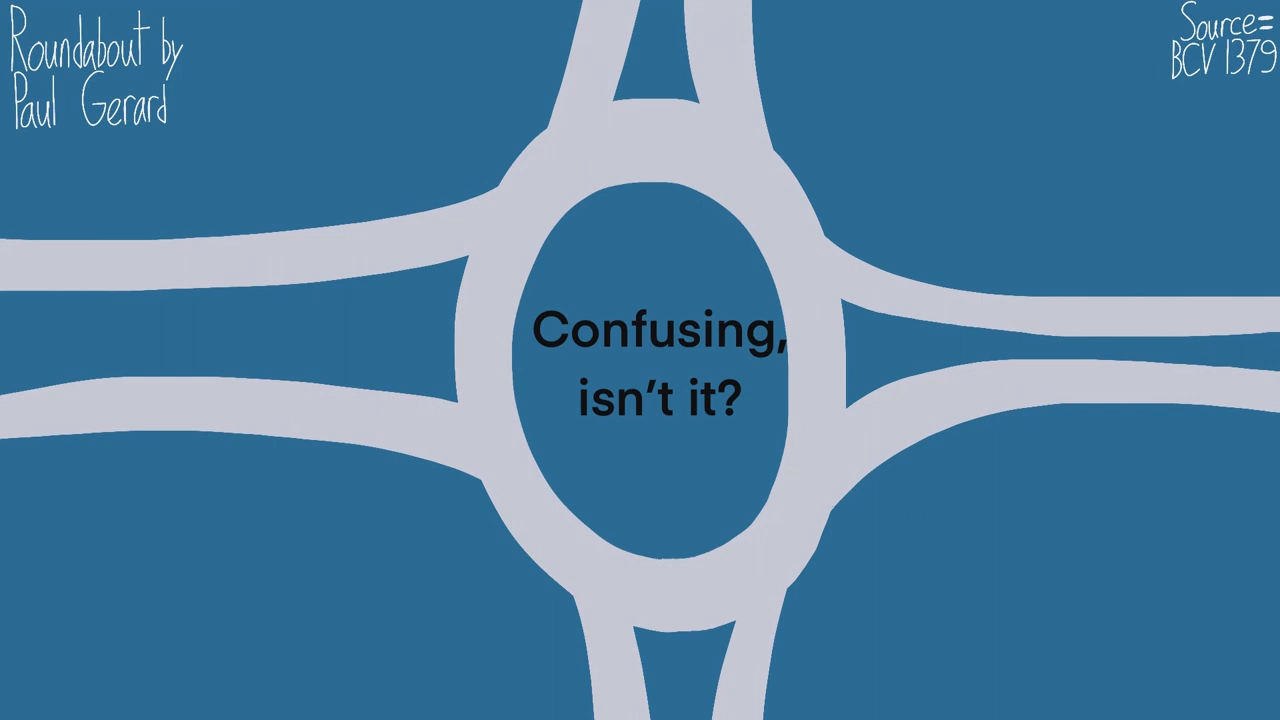 Roundabout by
Paul Gerard
Source=
BCV 1379
Confusing,
isn't it?